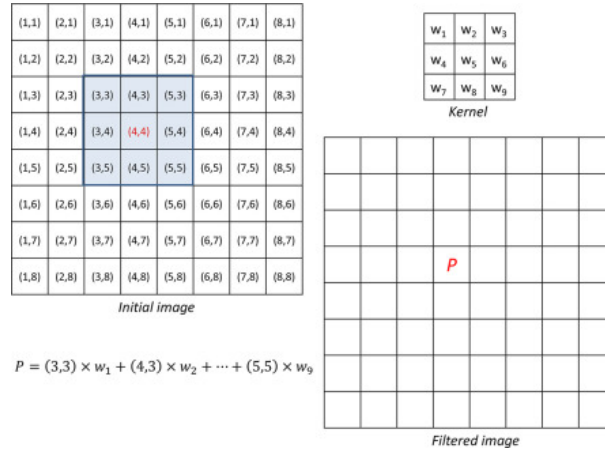 (1,1) (2,1) (3,1) (4,1) (5,1) (6,1) (7,1) (8,1)
(1,2) (2,2) (3,2) (4,2) (5,2) (6,2) (7,2) (8,2)
(1,3) (2,3) (3,3) (4,3) (5,3) (6,3) (7,3) (8,3)
(1,4) (2,4) (3,4) (4,4) (5,4) (6,4) (7,4) (8,4)
(1,5) (2,5) (3,5) (4,5) (5,5) (6,5) (7,5) (8,5)
(1,6) (2,6) (3,6) (4,6) (5,6) (6,6) (7,6) (8,6)
(1,7) (2,7) (3,7) (4,7) (5,7) (6,7) (7,7) (8,7)
(1,8) (2,8) (3,8) (4,8) (5,8) (6,8) (7,8) (8,8)
Initial image
w₁ w₂ w₃
w₄ w₅ w₆
w₇ w₈ w₉
Kernel
P
Filtered image
P = (3,3) × w₁ + (4,3) × w₂ + ⋯ + (5,5) × w₉